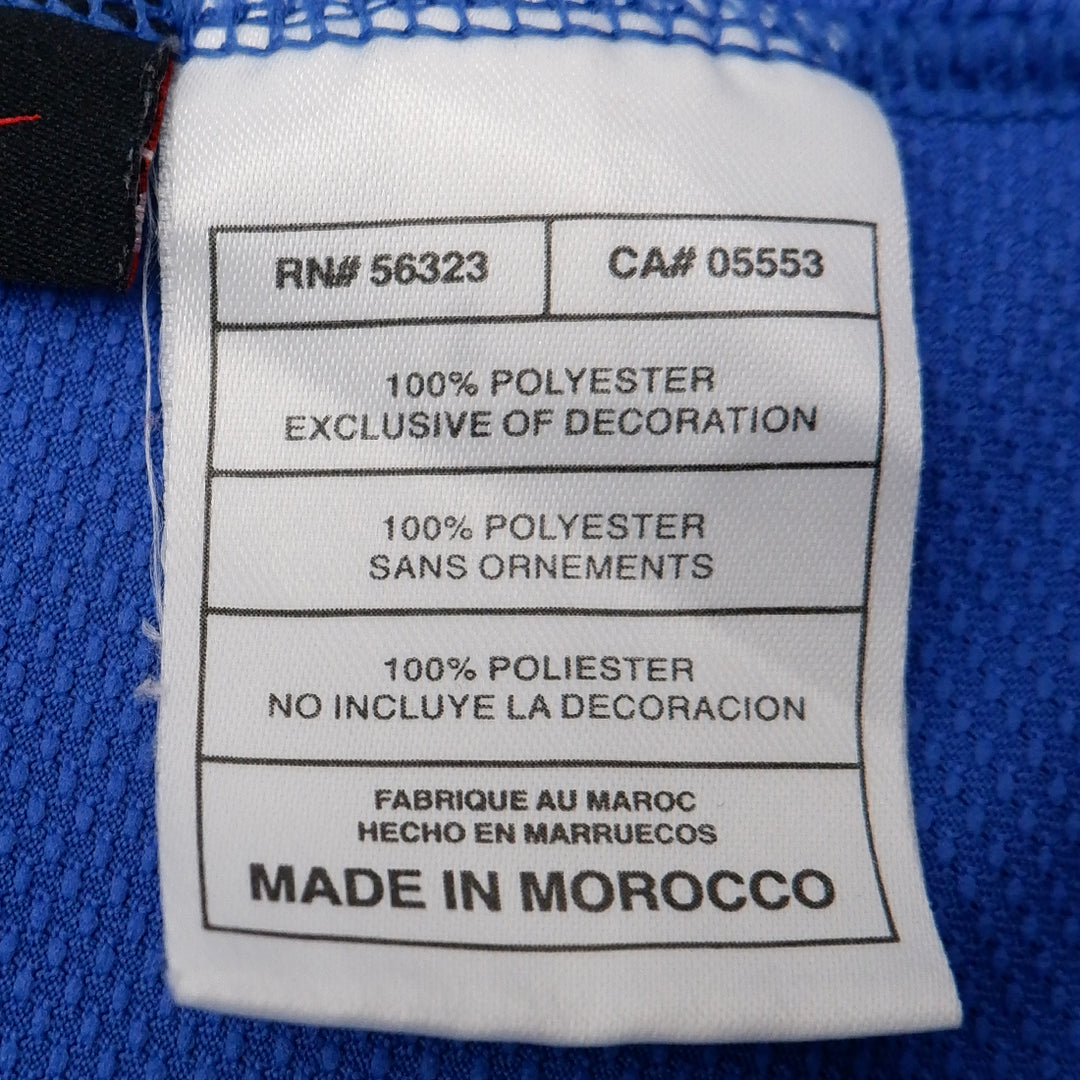 RN# 56323
CA# 05553
100% POLYESTER
EXCLUSIVE OF DECORATION
100% POLYESTER
SANS ORNEMENTS
100% POLIESTER
NO INCLUYE LA DECORACION
FABRIQUE AU MAROC
HECHO EN MARRUECOS
MADE IN MOROCCO